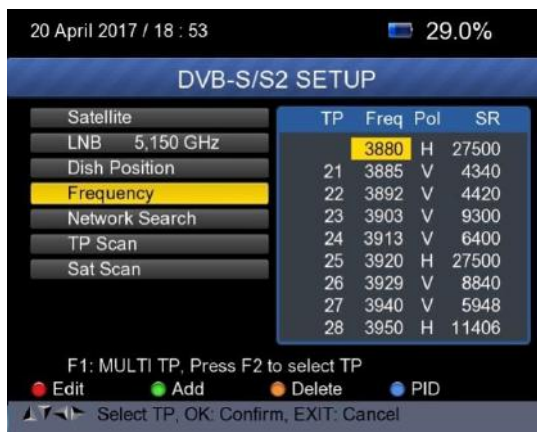 20 April 2017 / 18 : 53 29.0%
DVB-S/S2 SETUP
Satellite
LNB 5,150 GHz
Dish Position
Frequency
Network Search
TP Scan
Sat Scan
TP Freq Pol SR
3880 H 27500
21 3885 V 4340
22 3892 V 4420
23 3903 V 9300
24 3913 V 6400
25 3920 H 27500
26 3929 V 8840
27 3940 V 5948
28 3950 H 11406
F1: MULTI TP, Press F2 to select TP
Edit Add Delete PID
Select TP, OK: Confirm, EXIT: Cancel